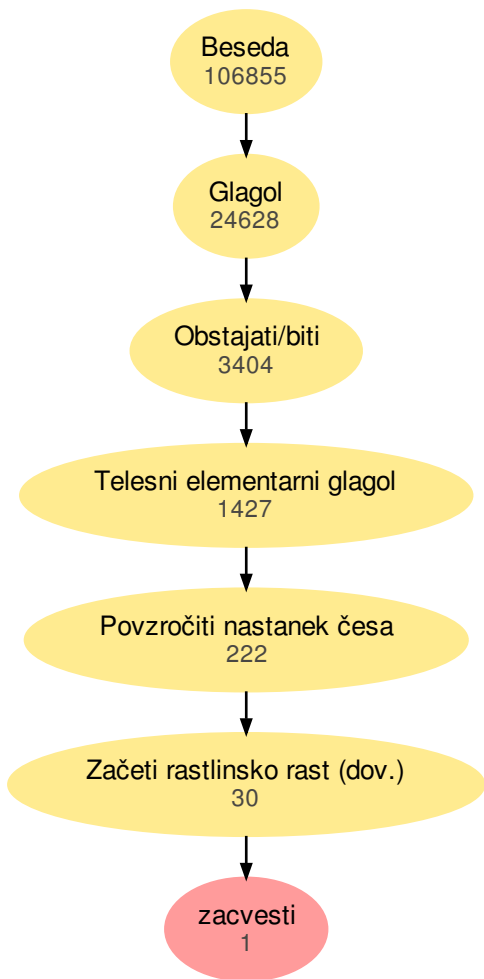 Beseda
106855
Glagol
24628
Obstajati/biti
3404
Telesni elementarni glagol
1427
Povzročiti nastanek česa
222
Začeti rastlinsko rast (dov.)
30
zacvesti
1